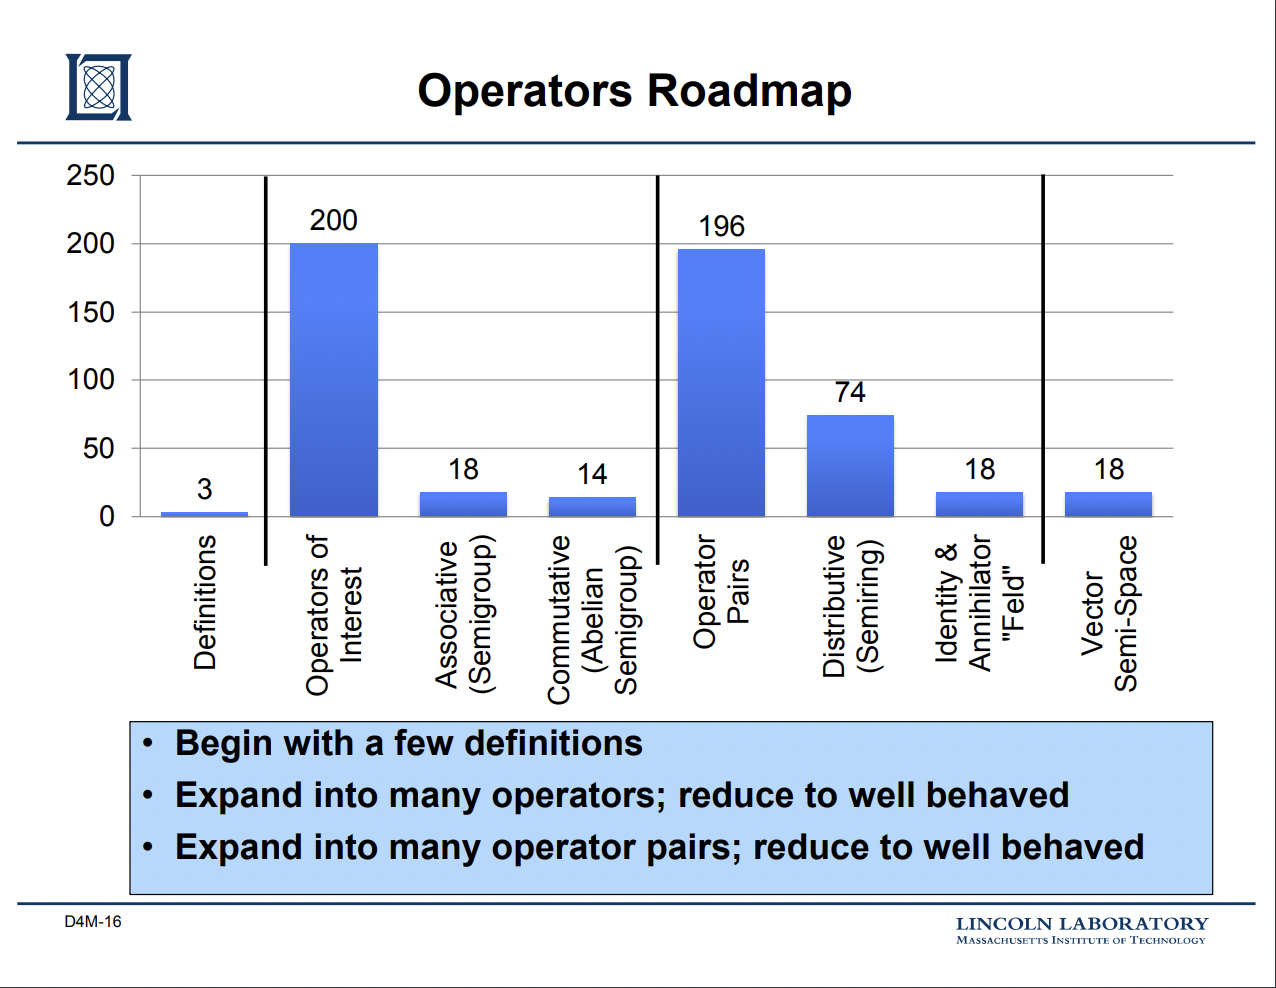 Operators Roadmap
250
200
150
100
50
0
3
200
18
14
196
74
18
18
Definitions
Operators of
Interest
Associative
(Semigroup)
Commutative
(Abelian
Semigroup)
Operator
Pairs
Distributive
(Semiring)
Identity &
Annihilator
"Feld"
Vector
Semi-Space
• Begin with a few definitions
• Expand into many operators; reduce to well behaved
• Expand into many operator pairs; reduce to well behaved
D4M-16
LINCOLN LABORATORY
MASSACHUSETTS INSTITUTE OF TECHNOLOGY